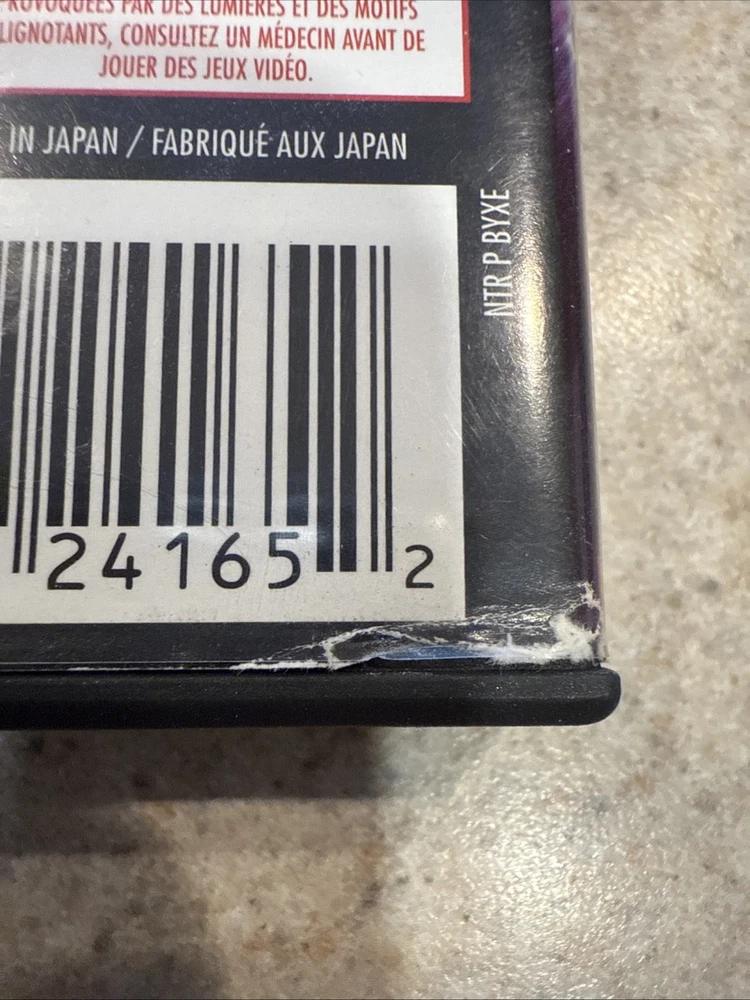 PROVOQUÉES PAR DES LUMIÈRES ET DES MOTIFS
LIGNOTANTS, CONSULTEZ UN MÉDECIN AVANT DE
JOUER DES JEUX VIDÉO.
IN JAPAN / FABRIQUÉ AUX JAPAN
NTR P BYXE
24165 2